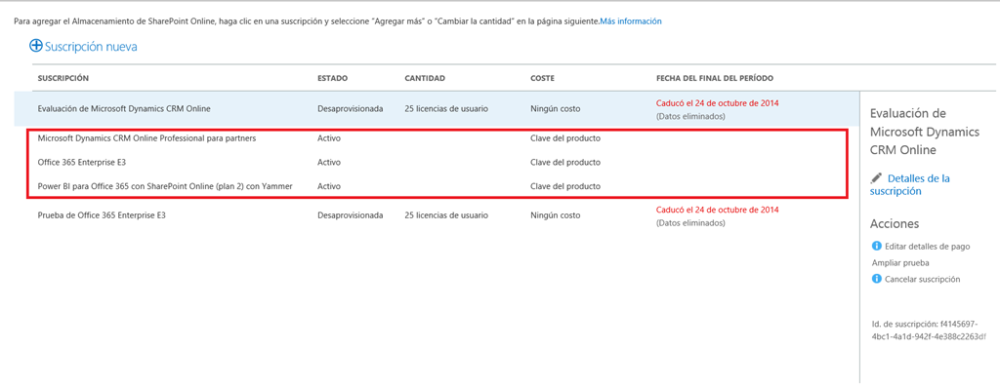 Para agregar el Almacenamiento de SharePoint Online, haga clic en una suscripción y seleccione “Agregar más” o “Cambiar la cantidad” en la página siguiente.Más información
Suscripción nueva
SUSCRIPCIÓN ESTADO CANTIDAD COSTE FECHA DEL FINAL DEL PERÍODO
Evaluación de Microsoft Dynamics CRM Online Desaprovisionada 25 licencias de usuario Ningún costo Caducó el 24 de octubre de 2014
(Datos eliminados)
Microsoft Dynamics CRM Online Professional para partners Activo Clave del producto
Office 365 Enterprise E3 Activo Clave del producto
Power BI para Office 365 con SharePoint Online (plan 2) con Yammer Activo Clave del producto
Prueba de Office 365 Enterprise E3 Desaprovisionada 25 licencias de usuario Ningún costo Caducó el 24 de octubre de 2014
(Datos eliminados)
Evaluación de
Microsoft Dynamics
CRM Online
Detalles de la
suscripción
Acciones
Editar detalles de pago
Ampliar prueba
Cancelar suscripción
Id. de suscripción: f4145697-
4bc1-4a1d-942f-4e388c2263df